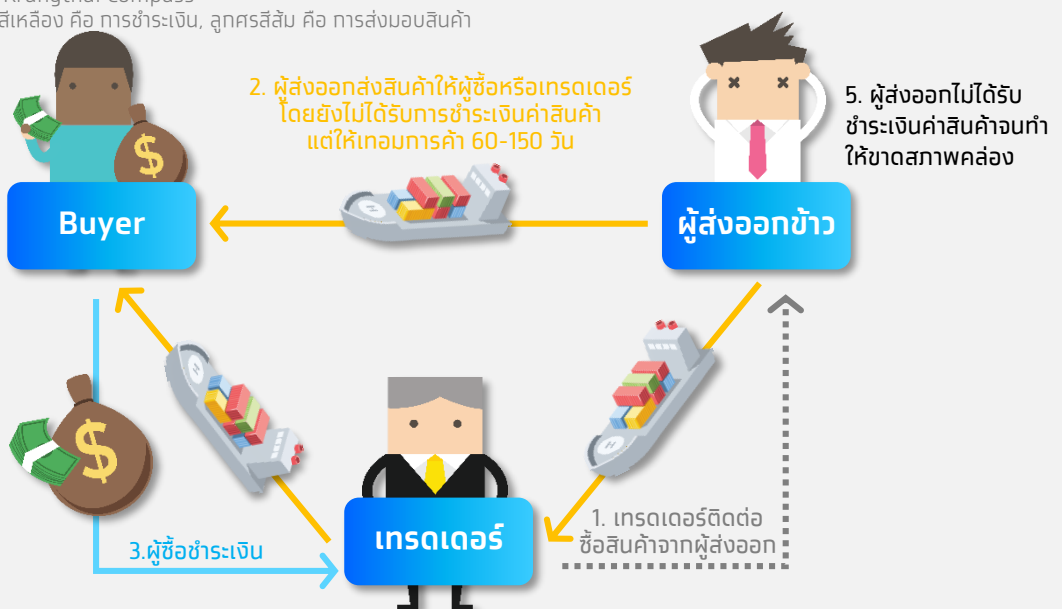 Krungthai Compass
สีเหลือง คือ การชำระเงิน, ลูกศรสีส้ม คือ การส่งมอบสินค้า
2. ผู้ส่งออกส่งสินค้าให้ผู้ซื้อหรือเทรดเดอร์
โดยยังไม่ได้รับการชำระเงินค่าสินค้า
แต่ให้เทอมการค้า 60-150 วัน
5. ผู้ส่งออกไม่ได้รับ
ชำระเงินค่าสินค้าจนทำ
ให้ขาดสภาพคล่อง
Buyer
ผู้ส่งออกข้าว
1. เทรดเดอร์ติดต่อ
ซื้อสินค้าจากผู้ส่งออก
เทรดเดอร์
3.ผู้ซื้อชำระเงิน